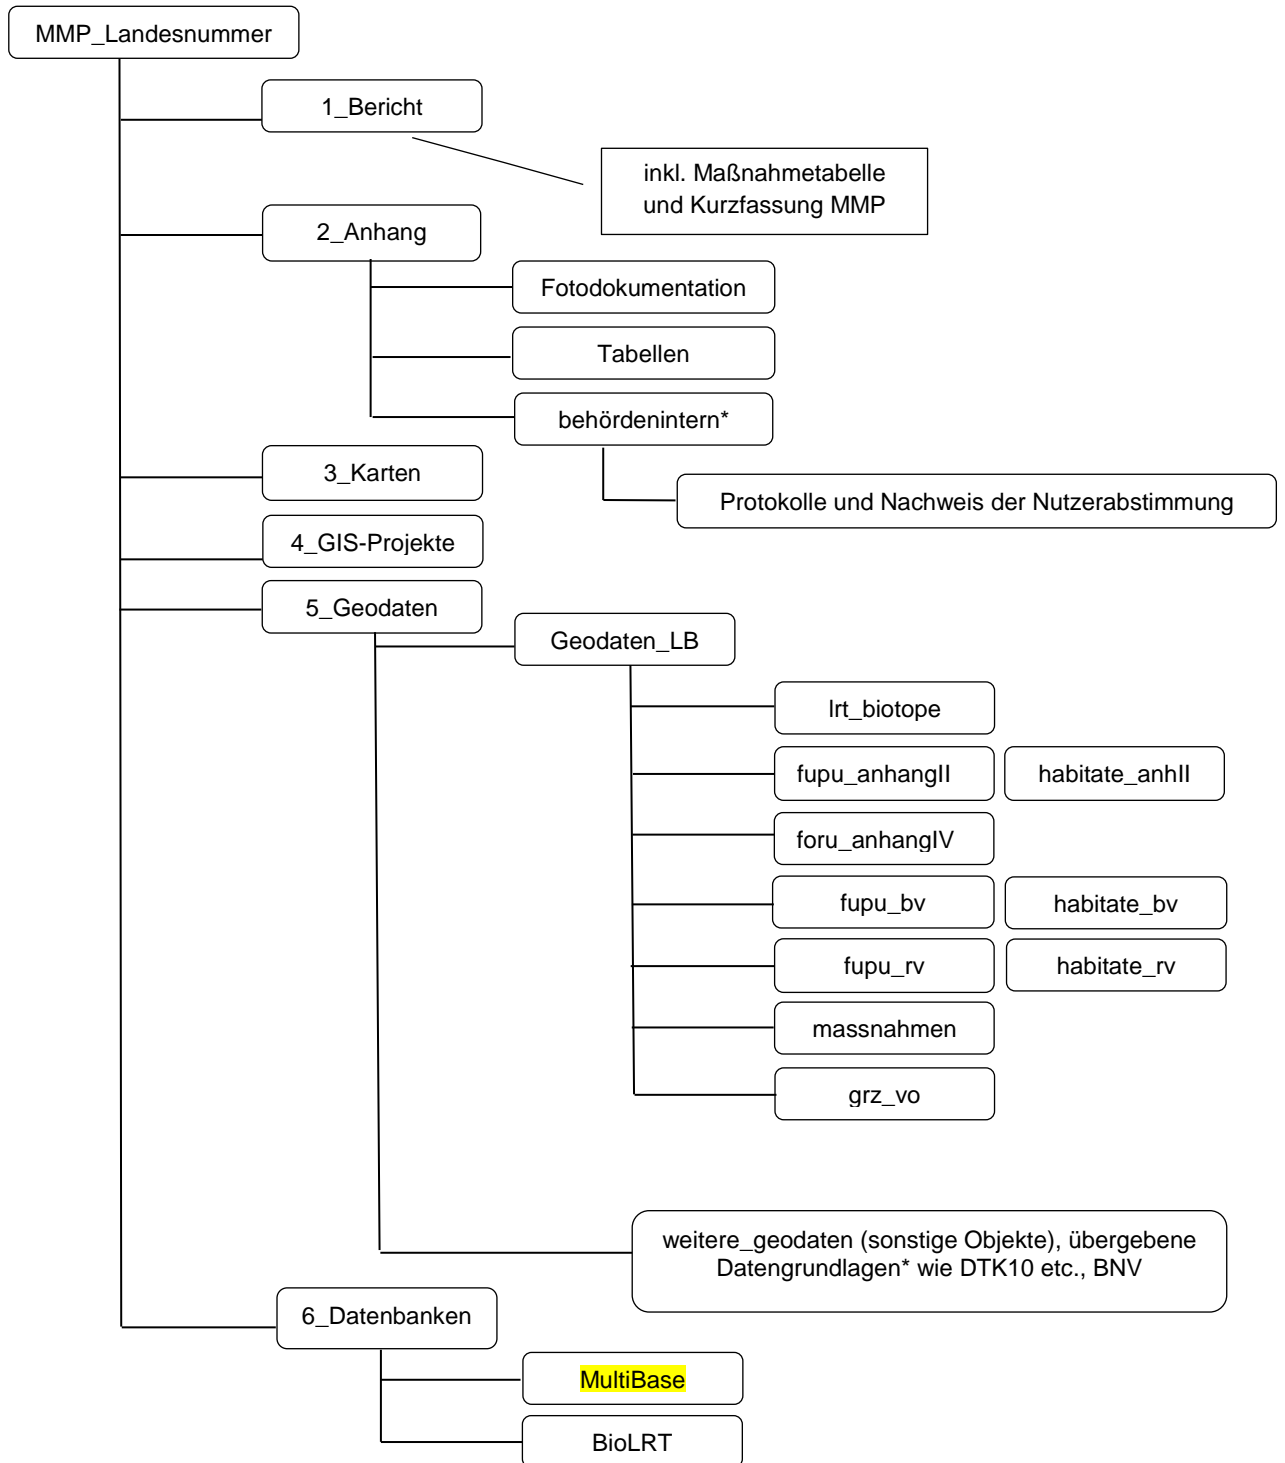 MMP_Landesnummer
1_Bericht
inkl. Maßnahmetabelle
und Kurzfassung MMP
2_Anhang
Fotodokumentation
Tabellen
behördenintern*
Protokolle und Nachweis der Nutzerabstimmung
3_Karten
4_GIS-Projekte
5_Geodaten
Geodaten_LB
lrt_biotope
fupu_anhangII
habitate_anhII
foru_anhangIV
fupu_bv
habitate_bv
fupu_rv
habitate_rv
massnahmen
grz_vo
weitere_geodaten (sonstige Objekte), übergebene
Datengrundlagen* wie DTK10 etc., BNV
6_Datenbanken
MultiBase
BioLRT